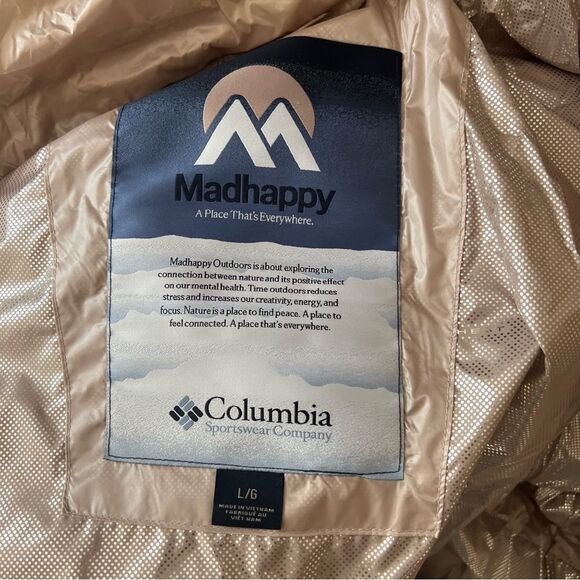 Madhappy
A Place That's Everywhere.
Madhappy Outdoors is about exploring the
connection between nature and its positive effect
on our mental health. Time outdoors reduces
stress and increases our creativity, energy, and
focus. Nature is a place to find peace. A place to
feel connected. A place that's everywhere.
Columbia
Sportswear Company
L/G
MADE IN VIETNAM
FABRIQUÉ AU
VIÊT NAM